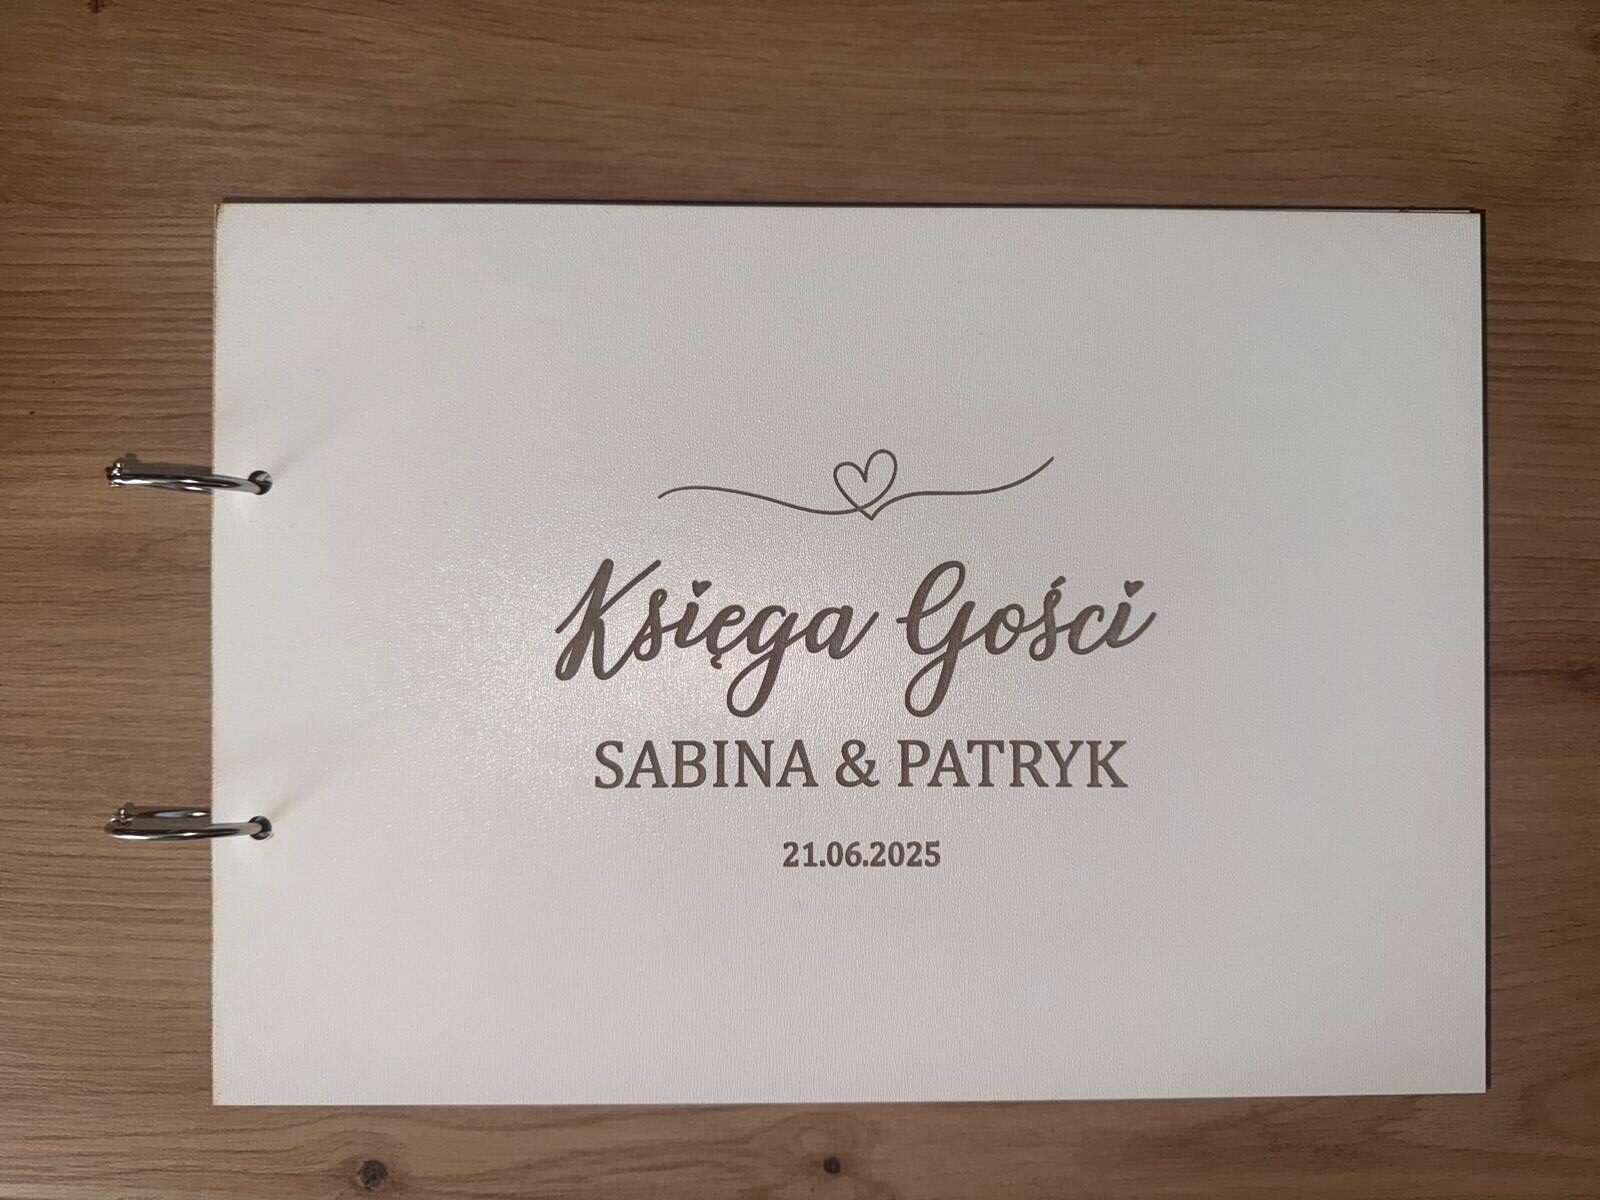 Księga Gości
SABINA & PATRYK
21.06.2025